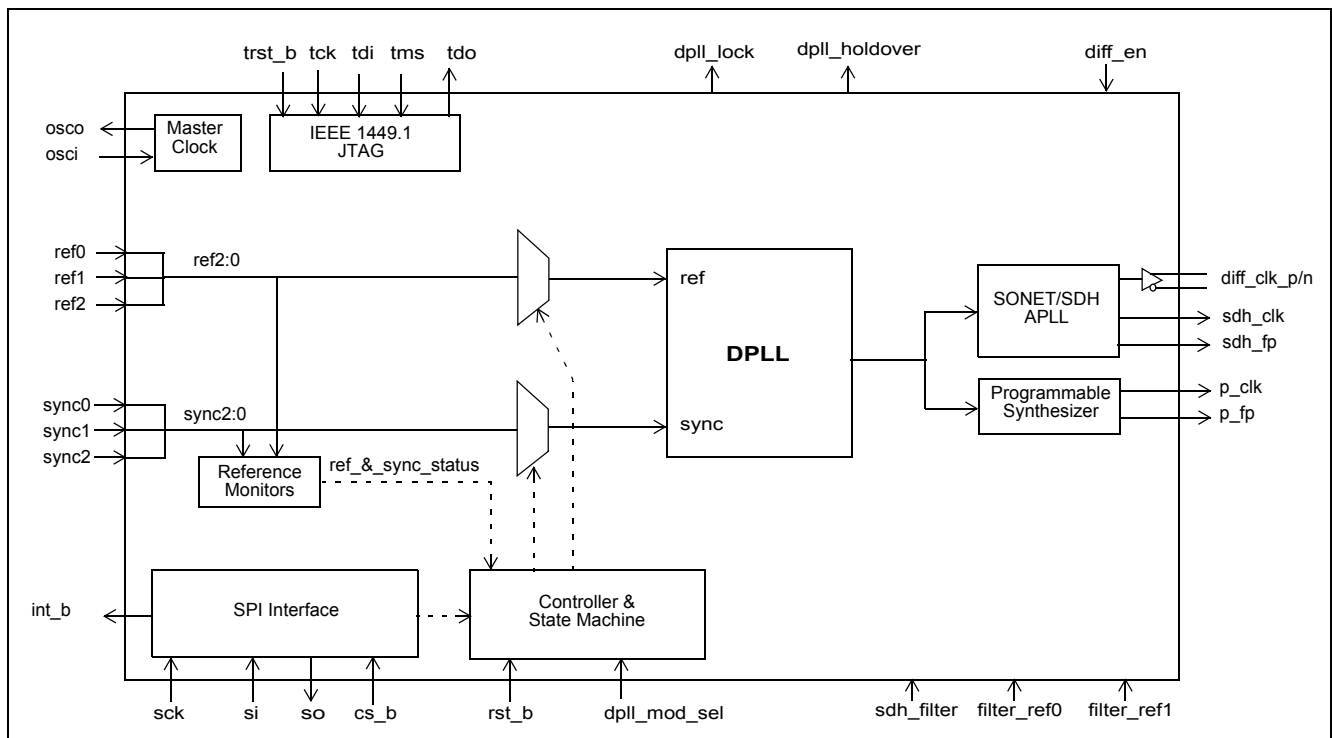 trst_b tck tdi tms tdo dpll_lock dpll_holdover diff_en
osco
osci
Master
Clock
IEEE 1449.1
JTAG
ref0
ref1
ref2
ref2:0
ref
DPLL
sync
SONET/SDH
APLL
diff_clk_p/n
sdh_clk
sdh_fp
Programmable
Synthesizer
p_clk
p_fp
sync0
sync1
sync2
sync2:0
Reference
Monitors
ref_&_sync_status
int_b
SPI Interface
Controller &
State Machine
sck si so cs_b rst_b dpll_mod_sel sdh_filter filter_ref0 filter_ref1